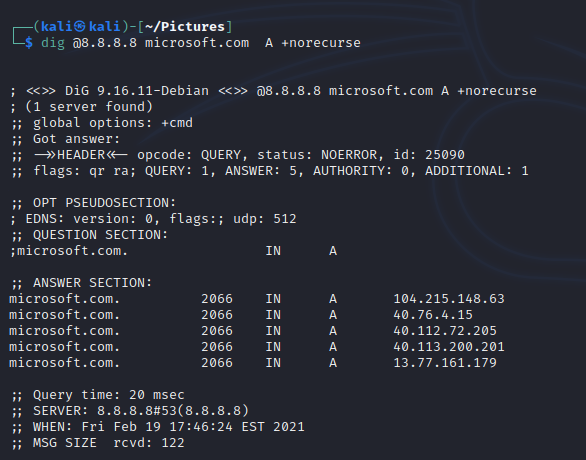 ┌──(kali㉿kali)-[~/Pictures]
└─$ dig @8.8.8.8 microsoft.com  A +norecurse
; <<>> DiG 9.16.11-Debian <<>> @8.8.8.8 microsoft.com A +norecurse
; (1 server found)
;; global options: +cmd
;; Got answer:
;; ->>HEADER<<- opcode: QUERY, status: NOERROR, id: 25090
;; flags: qr ra; QUERY: 1, ANSWER: 5, AUTHORITY: 0, ADDITIONAL: 1
;; OPT PSEUDOSECTION:
; EDNS: version: 0, flags:; udp: 512
;; QUESTION SECTION:
;microsoft.com.                 IN      A
;; ANSWER SECTION:
microsoft.com.          2066    IN      A       104.215.148.63
microsoft.com.          2066    IN      A       40.76.4.15
microsoft.com.          2066    IN      A       40.112.72.205
microsoft.com.          2066    IN      A       40.113.200.201
microsoft.com.          2066    IN      A       13.77.161.179
;; Query time: 20 msec
;; SERVER: 8.8.8.8#53(8.8.8.8)
;; WHEN: Fri Feb 19 17:46:24 EST 2021
;; MSG SIZE  rcvd: 122